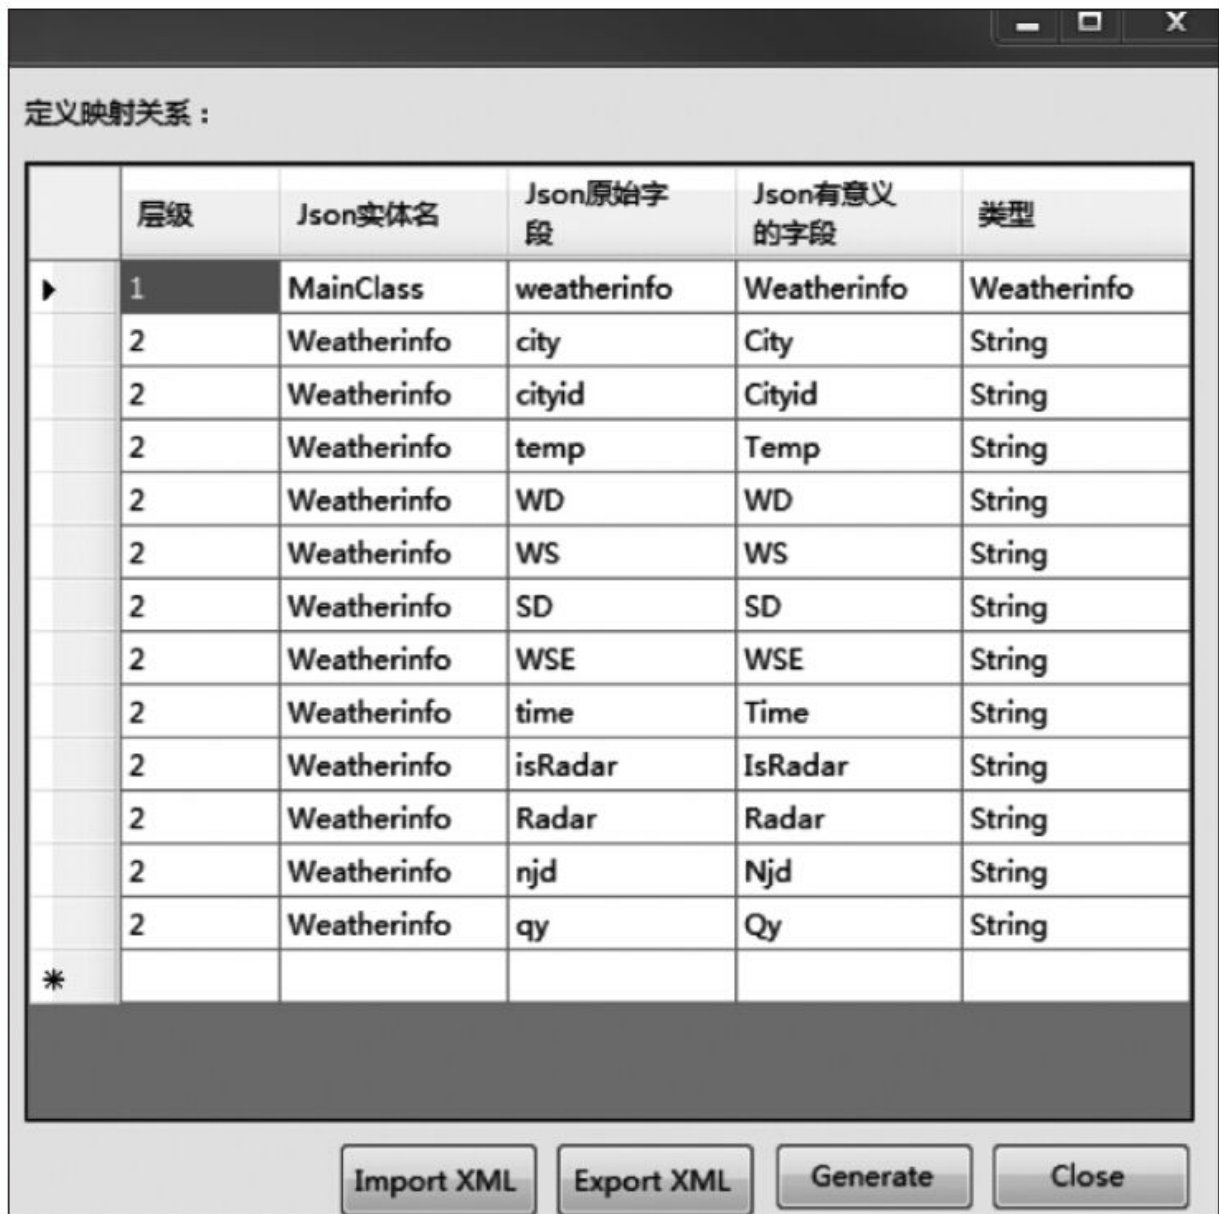 定义映射关系：
层级 Json实体名 Json原始字段 Json有意义的字段 类型
1 MainClass weatherinfo Weatherinfo Weatherinfo
2 Weatherinfo city City String
2 Weatherinfo cityid Cityid String
2 Weatherinfo temp Temp String
2 Weatherinfo WD WD String
2 Weatherinfo WS WS String
2 Weatherinfo SD SD String
2 Weatherinfo WSE WSE String
2 Weatherinfo time Time String
2 Weatherinfo isRadar IsRadar String
2 Weatherinfo Radar Radar String
2 Weatherinfo njd Njd String
2 Weatherinfo qy Qy String
Import XML Export XML Generate Close